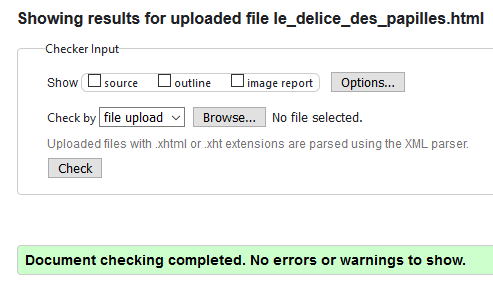 Showing results for uploaded file le_delice_des_papilles.html
Checker Input
Show source outline image report Options...
Check by file upload Browse... No file selected.
Uploaded files with .xhtml or .xht extensions are parsed using the XML parser.
Check
Document checking completed. No errors or warnings to show.